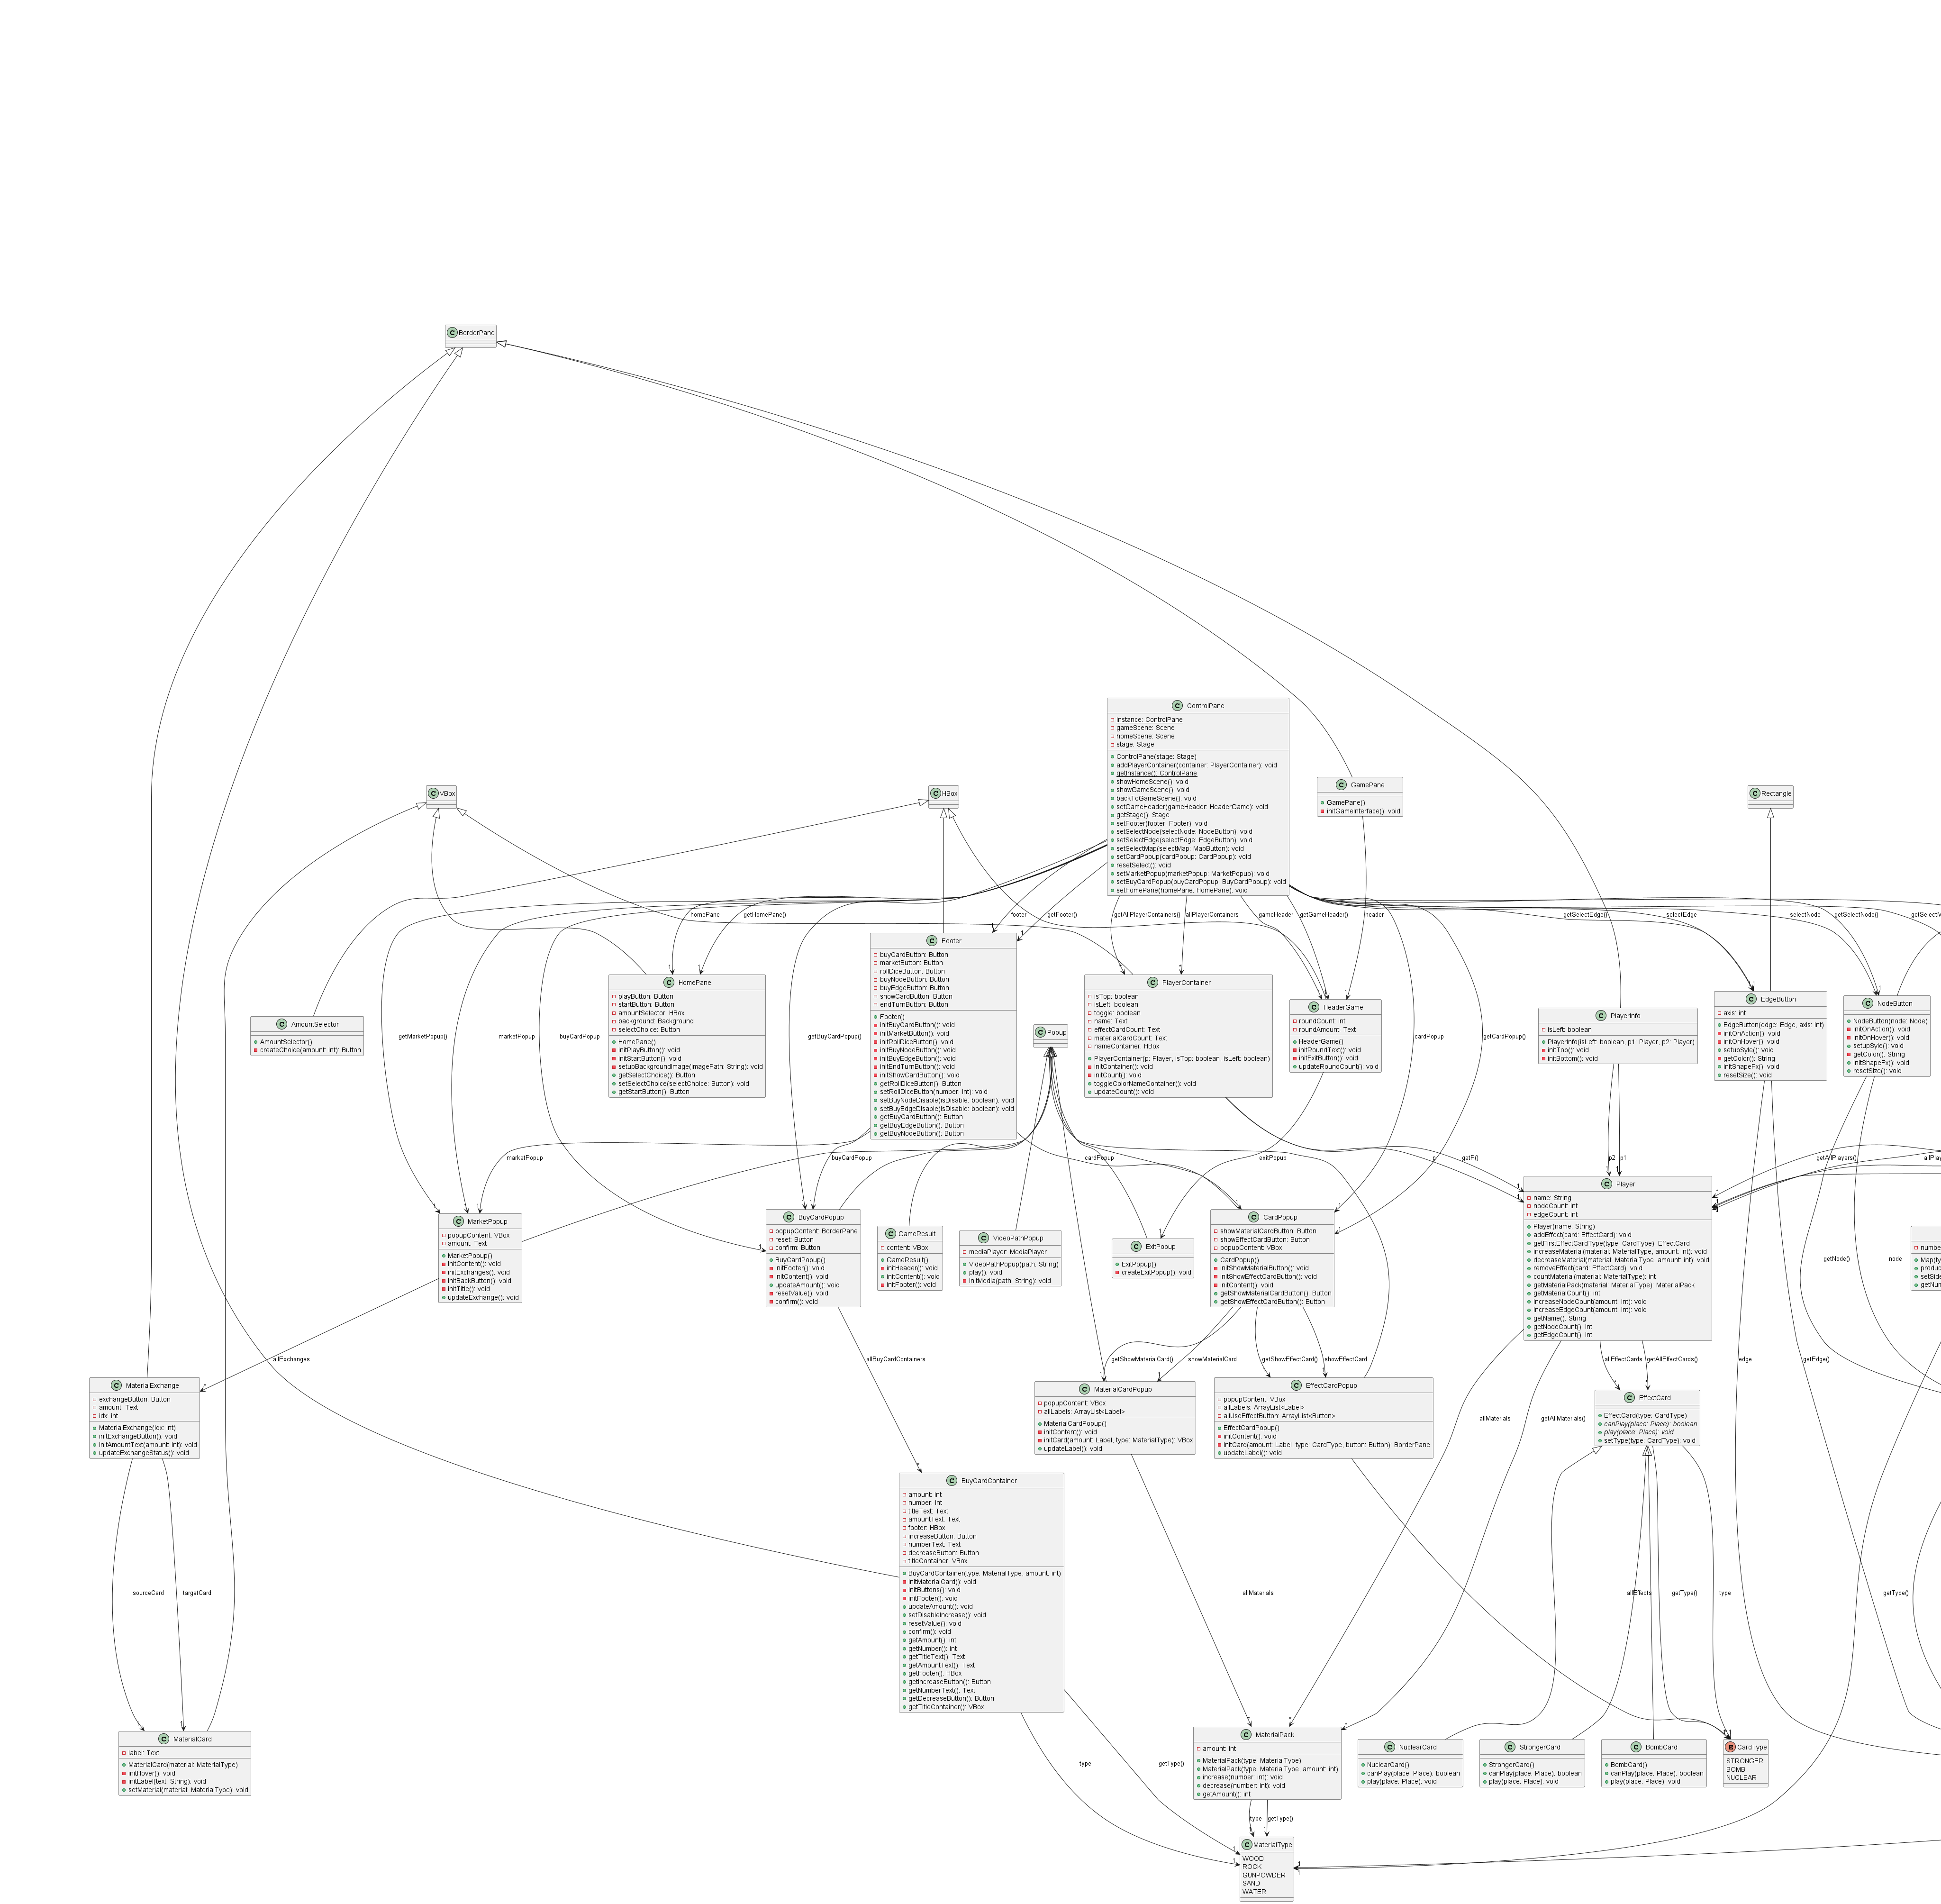 BorderPane
ControlPane
instance: ControlPane
gameScene: Scene
homeScene: Scene
stage: Stage
ControlPane(stage: Stage)
addPlayerContainer(container: PlayerContainer): void
getInstance(): ControlPane
showHomeScene(): void
showGameScene(): void
backToGameScene(): void
setGameHeader(gameHeader: HeaderGame): void
getStage(): Stage
setFooter(footer: Footer): void
setSelectNode(selectNode: NodeButton): void
setSelectEdge(selectEdge: EdgeButton): void
setSelectMap(selectMap: MapButton): void
setCardPopup(cardPopup: CardPopup): void
resetSelect(): void
setMarketPopup(marketPopup: MarketPopup): void
setBuyCardPopup(buyCardPopup: BuyCardPopup): void
setHomePane(homePane: HomePane): void
GamePane
GamePane()
initGameInterface(): void
VBox
HBox
Rectangle
homePane
getHomePane()
footer
getFooter()
getAllPlayerContainers()
allPlayerContainers
gameHeader
getGameHeader()
header
getSelectEdge()
selectEdge
selectNode
getSelectNode()
Footer
buyCardButton: Button
marketButton: Button
rollDiceButton: Button
buyNodeButton: Button
buyEdgeButton: Button
showCardButton: Button
endTurnButton: Button
Footer()
initBuyCardButton(): void
initMarketButton(): void
initRollDiceButton(): void
initBuyNodeButton(): void
initBuyEdgeButton(): void
initEndTurnButton(): void
initShowCardButton(): void
getRollDiceButton(): Button
setRollDiceButton(number: int): void
setBuyNodeDisable(isDisable: boolean): void
setBuyEdgeDisable(isDisable: boolean): void
getBuyCardButton(): Button
getBuyEdgeButton(): Button
getBuyNodeButton(): Button
HomePane
playButton: Button
startButton: Button
amountSelector: HBox
background: Background
selectChoice: Button
HomePane()
initPlayButton(): void
initStartButton(): void
setupBackgroundImage(imagePath: String): void
getSelectChoice(): Button
setSelectChoice(selectChoice: Button): void
getStartButton(): Button
AmountSelector
AmountSelector()
createChoice(amount: int): Button
PlayerContainer
isTop: boolean
isLeft: boolean
toggle: boolean
name: Text
effectCardCount: Text
materialCardCount: Text
nameContainer: HBox
PlayerContainer(p: Player, isTop: boolean, isLeft: boolean)
initContainer(): void
initCount(): void
toggleColorNameContainer(): void
updateCount(): void
HeaderGame
roundCount: int
roundAmount: Text
HeaderGame()
initRoundText(): void
initExitButton(): void
updateRoundCount(): void
PlayerInfo
isLeft: boolean
PlayerInfo(isLeft: boolean, p1: Player, p2: Player)
initTop(): void
initBottom(): void
EdgeButton
axis: int
EdgeButton(edge: Edge, axis: int)
initOnAction(): void
initOnHover(): void
setupSyle(): void
getColor(): String
initShapeFx(): void
resetSize(): void
NodeButton
NodeButton(node: Node)
initOnAction(): void
initOnHover(): void
setupSyle(): void
getColor(): String
initShapeFx(): void
resetSize(): void
Popup
getMarketPopup()
marketPopup
buyCardPopup
getBuyCardPopup()
cardPopup
getCardPopup()
marketPopup
buyCardPopup
cardPopup
exitPopup
p
getP()
p2
p1
getAllPlayers()
getNode()
node
MarketPopup
popupContent: VBox
amount: Text
MarketPopup()
initContent(): void
initExchanges(): void
initBackButton(): void
initTitle(): void
updateExchange(): void
BuyCardPopup
popupContent: BorderPane
reset: Button
confirm: Button
BuyCardPopup()
initFooter(): void
initContent(): void
updateAmount(): void
resetValue(): void
confirm(): void
GameResult
content: VBox
GameResult()
initHeader(): void
initContent(): void
initFooter(): void
VideoPathPopup
mediaPlayer: MediaPlayer
VideoPathPopup(path: String)
play(): void
initMedia(path: String): void
ExitPopup
ExitPopup()
createExitPopup(): void
CardPopup
showMaterialCardButton: Button
showEffectCardButton: Button
popupContent: VBox
CardPopup()
initShowMaterialButton(): void
initShowEffectCardButton(): void
initContent(): void
getShowMaterialCardButton(): Button
getShowEffectCardButton(): Button
Player
name: String
nodeCount: int
edgeCount: int
Player(name: String)
addEffect(card: EffectCard): void
getFirstEffectCardType(type: CardType): EffectCard
increaseMaterial(material: MaterialType, amount: int): void
decreaseMaterial(material: MaterialType, amount: int): void
removeEffect(card: EffectCard): void
countMaterial(material: MaterialType): int
getMaterialPack(material: MaterialType): MaterialPack
getMaterialCount(): int
increaseNodeCount(amount: int): void
increaseEdgeCount(amount: int): void
getName(): String
getNodeCount(): int
getEdgeCount(): int
allExchanges
allBuyCardContainers
getShowMaterialCard()
showMaterialCard
getShowEffectCard()
showEffectCard
allEffectCards
getAllEffectCards()
edge
getEdge()
MaterialExchange
exchangeButton: Button
amount: Text
idx: int
MaterialExchange(idx: int)
initExchangeButton(): void
initAmountText(amount: int): void
updateExchangeStatus(): void
MaterialCardPopup
popupContent: VBox
allLabels: ArrayList<Label>
MaterialCardPopup()
initContent(): void
initCard(amount: Label, type: MaterialType): VBox
updateLabel(): void
EffectCardPopup
popupContent: VBox
allLabels: ArrayList<Label>
allUseEffectButton: ArrayList<Button>
EffectCardPopup()
initContent(): void
initCard(amount: Label, type: CardType, button: Button): BorderPane
updateLabel(): void
allMaterials
getAllMaterials()
EffectCard
EffectCard(type: CardType)
canPlay(place: Place): boolean
play(place: Place): void
setType(type: CardType): void
BuyCardContainer
amount: int
number: int
titleText: Text
amountText: Text
footer: HBox
increaseButton: Button
numberText: Text
decreaseButton: Button
titleContainer: VBox
BuyCardContainer(type: MaterialType, amount: int)
initMaterialCard(): void
initButtons(): void
initFooter(): void
updateAmount(): void
setDisableIncrease(): void
resetValue(): void
confirm(): void
getAmount(): int
getNumber(): int
getTitleText(): Text
getAmountText(): Text
getFooter(): HBox
getIncreaseButton(): Button
getNumberText(): Text
getDecreaseButton(): Button
getTitleContainer(): VBox
sourceCard
targetCard
allMaterials
allEffects
getType()
type
getType()
MaterialCard
label: Text
MaterialCard(material: MaterialType)
initHover(): void
initLabel(text: String): void
setMaterial(material: MaterialType): void
MaterialPack
amount: int
MaterialPack(type: MaterialType)
MaterialPack(type: MaterialType, amount: int)
increase(number: int): void
decrease(number: int): void
getAmount(): int
NuclearCard
NuclearCard()
canPlay(place: Place): boolean
play(place: Place): void
StrongerCard
StrongerCard()
canPlay(place: Place): boolean
play(place: Place): void
BombCard
BombCard()
canPlay(place: Place): boolean
play(place: Place): void
CardType
STRONGER
BOMB
NUCLEAR
type
getType()
type
getType()
MaterialType
WOOD
ROCK
GUNPOWDER
SAND
WATER